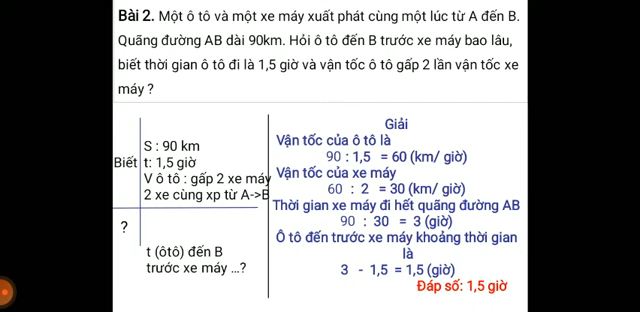 Bài 2. Một ô tô và một xe máy xuất phát cùng một lúc từ A đến B.
Quãng đường AB dài 90km. Hỏi ô tô đến B trước xe máy bao lâu,
biết thời gian ô tô đi là 1,5 giờ và vận tốc ô tô gấp 2 lần vận tốc xe
máy ?
Biết
S : 90 km
t: 1,5 giờ
V ô tô : gấp 2 xe máy
2 xe cùng xp từ A->B
?
t (ôtô) đến B
trước xe máy ...?
Giải
Vận tốc của ô tô là
90 : 1,5 = 60 (km/ giờ)
Vận tốc của xe máy
60 : 2 = 30 (km/ giờ)
Thời gian xe máy đi hết quãng đường AB
90 : 30 = 3 (giờ)
Ô tô đến trước xe máy khoảng thời gian
là
3 - 1,5 = 1,5 (giờ)
Đáp số: 1,5 giờ